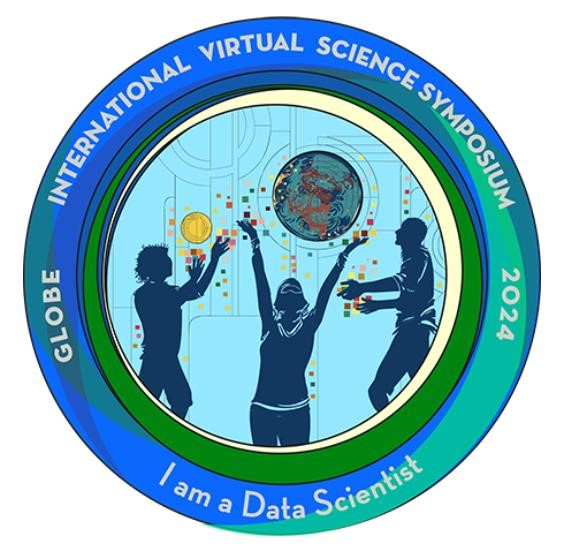 GLOBE INTERNATIONAL VIRTUAL SCIENCE SYMPOSIUM 2024
I am a Data Scientist